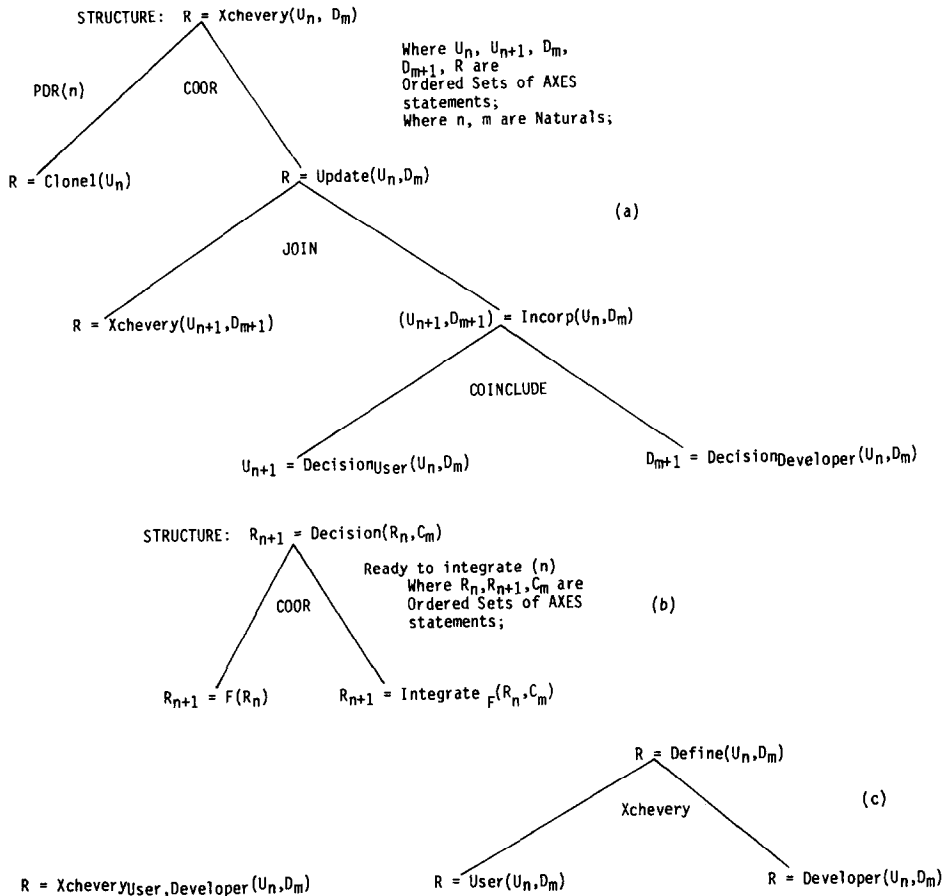 STRUCTURE: R = Xchevery(Un, Dm)
Where Un, Un+1, Dm,
Dm+1, R are
Ordered Sets of AXES
statements;
Where n, m are Naturals;
PDR(n)
COOR
R = Clone1(Un)
R = Update(Un,Dm)
(a)
JOIN
R = Xchevery(Un+1,Dm+1)
(Un+1,Dm+1) = Incorp(Un,Dm)
COINCLUDE
Un+1 = DecisionUser(Un,Dm)
Dm+1 = DecisionDeveloper(Un,Dm)
STRUCTURE: Rn+1 = Decision(Rn,Cm)
Ready to integrate (n)
Where Rn,Rn+1,Cm are
Ordered Sets of AXES
statements;
COOR
(b)
Rn+1 = F(Rn)
Rn+1 = Integrate F(Rn,Cm)
R = Define(Un,Dm)
Xchevery
(c)
R = XcheveryUser,Developer(Un,Dm)
R = User(Un,Dm)
R = Developer(Un,Dm)